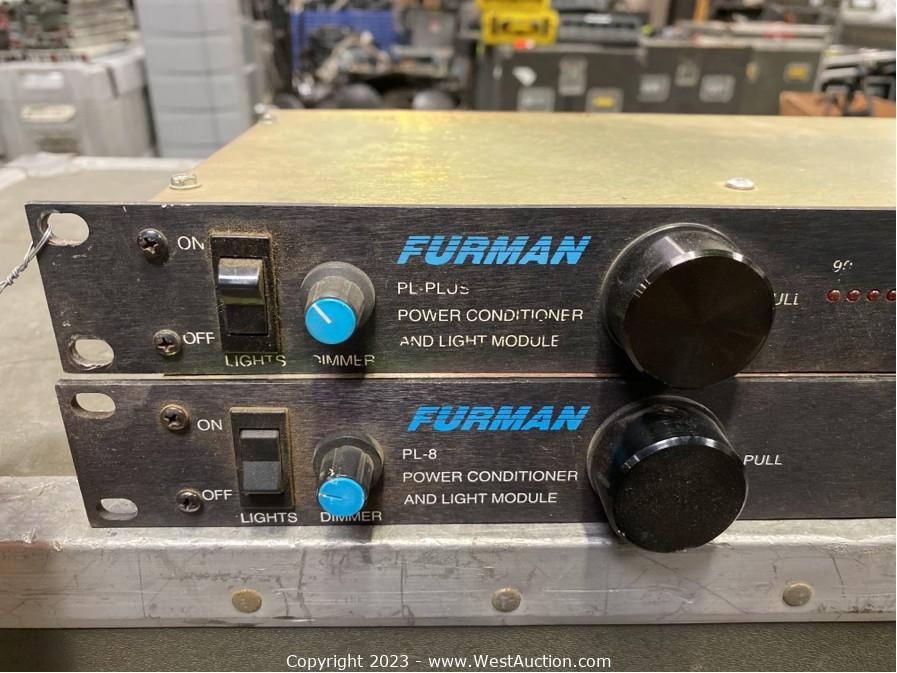 ON
FURMAN
PL-PLUS
PULL
POWER CONDITIONER
AND LIGHT MODULE
OFF
LIGHTS
DIMMER
ON
FURMAN
PL-8
PULL
POWER CONDITIONER
AND LIGHT MODULE
OFF
LIGHTS
DIMMER
Copyright 2023 - www.WestAuction.com